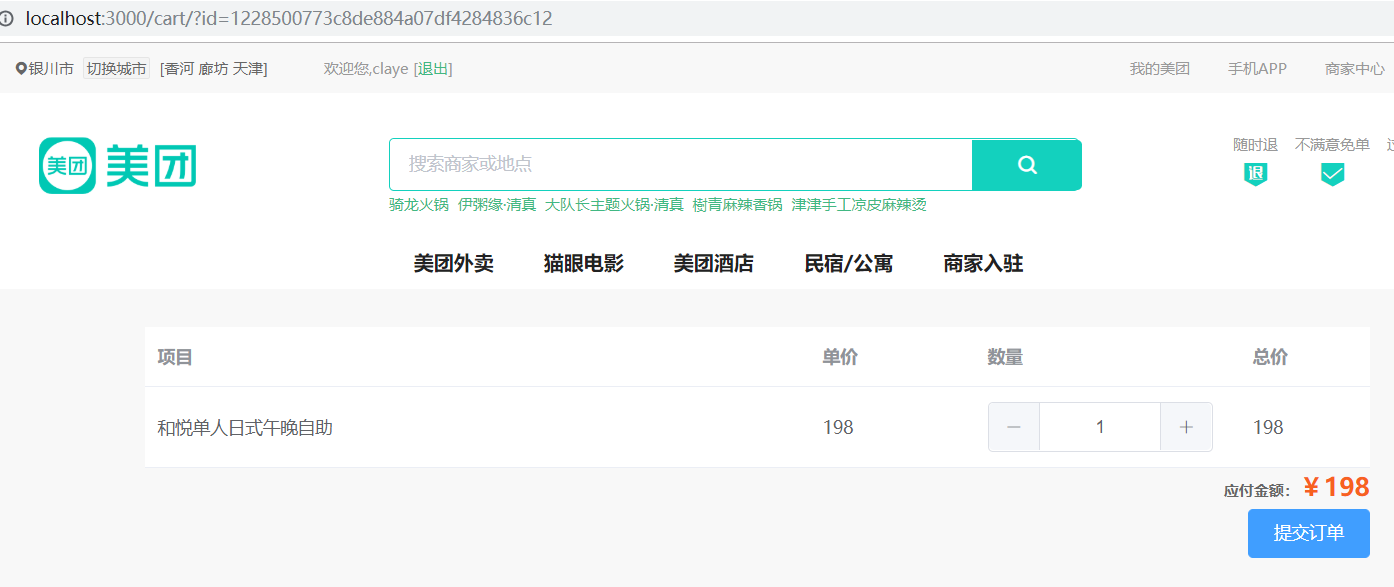 localhost:3000/cart/?id=1228500773c8de884a07df4284836c12
银川市 切换城市 [香河 廊坊 天津] 欢迎您,claye [退出] 我的美团 手机APP 商家中心
美团 美团 搜索商家或地点 随时退 不满意免单
退
骑龙火锅 伊粥缘·清真 大队长主题火锅·清真 樹靑麻辣香锅 津津手工凉皮麻辣烫
美团外卖 猫眼电影 美团酒店 民宿/公寓 商家入驻
项目 单价 数量 总价
和悦单人日式午晚自助 198 − 1 + 198
应付金额: ¥198
提交订单